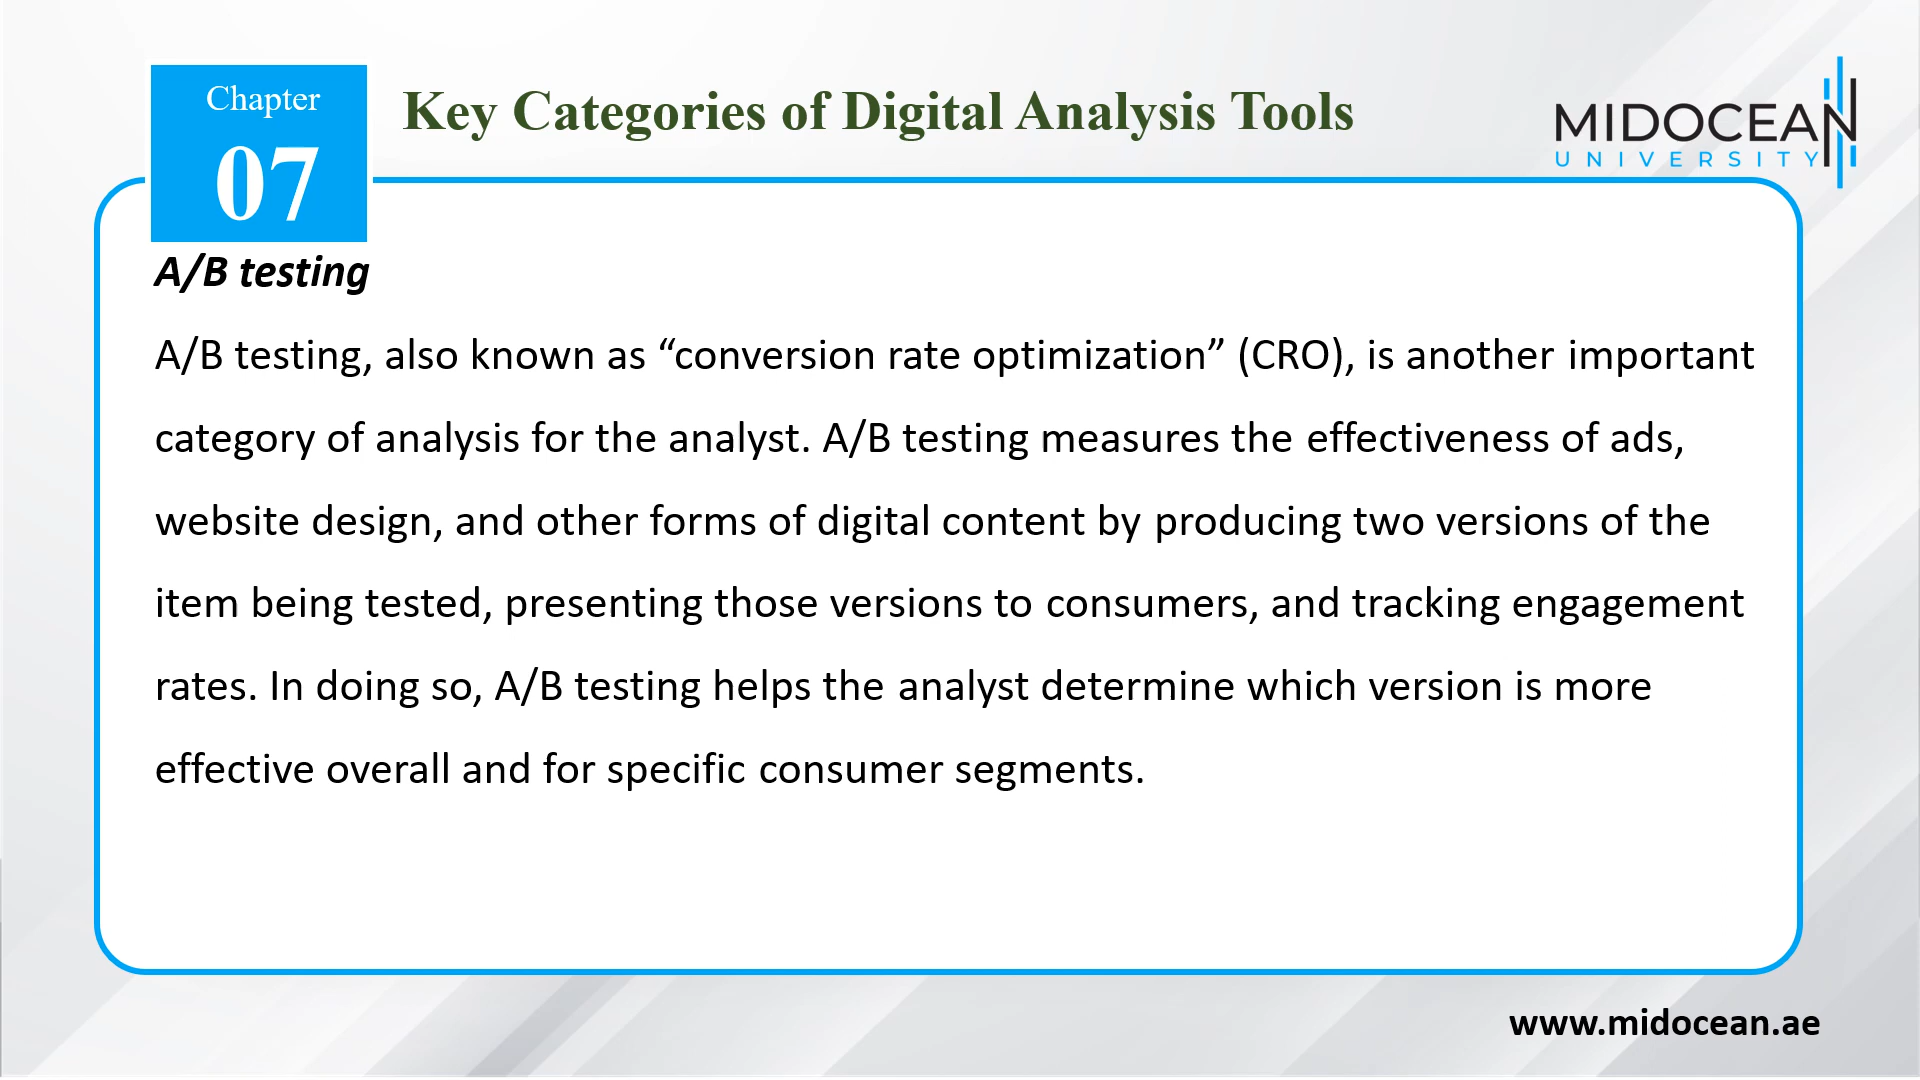 Chapter
07
Key Categories of Digital Analysis Tools
MIDOCEAN
UNIVERSITY
A/B testing
A/B testing, also known as “conversion rate optimization” (CRO), is another important
category of analysis for the analyst. A/B testing measures the effectiveness of ads,
website design, and other forms of digital content by producing two versions of the
item being tested, presenting those versions to consumers, and tracking engagement
rates. In doing so, A/B testing helps the analyst determine which version is more
effective overall and for specific consumer segments.
www.midocean.ae